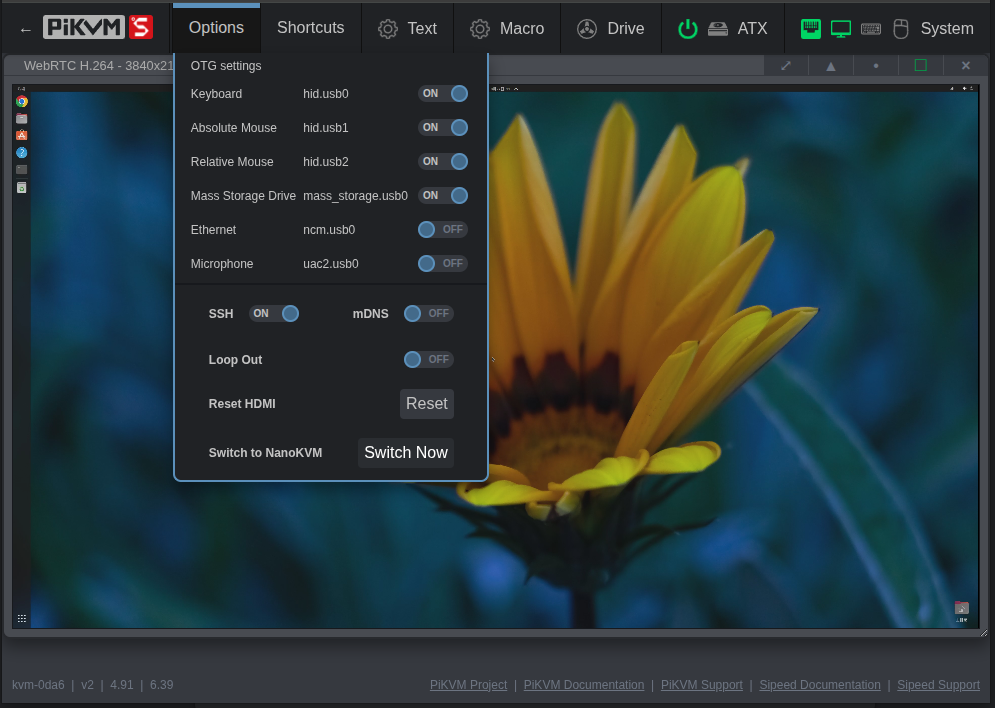 ← PiKVM S Options Shortcuts Text Macro Drive ATX System
WebRTC H.264 - 3840x21
OTG settings
Keyboard hid.usb0 ON
Absolute Mouse hid.usb1 ON
Relative Mouse hid.usb2 ON
Mass Storage Drive mass_storage.usb0 ON
Ethernet ncm.usb0 OFF
Microphone uac2.usb0 OFF
SSH ON mDNS OFF
Loop Out OFF
Reset HDMI Reset
Switch to NanoKVM Switch Now
kvm-0da6 | v2 | 4.91 | 6.39
PiKVM Project | PiKVM Documentation | PiKVM Support | Sipeed Documentation | Sipeed Support